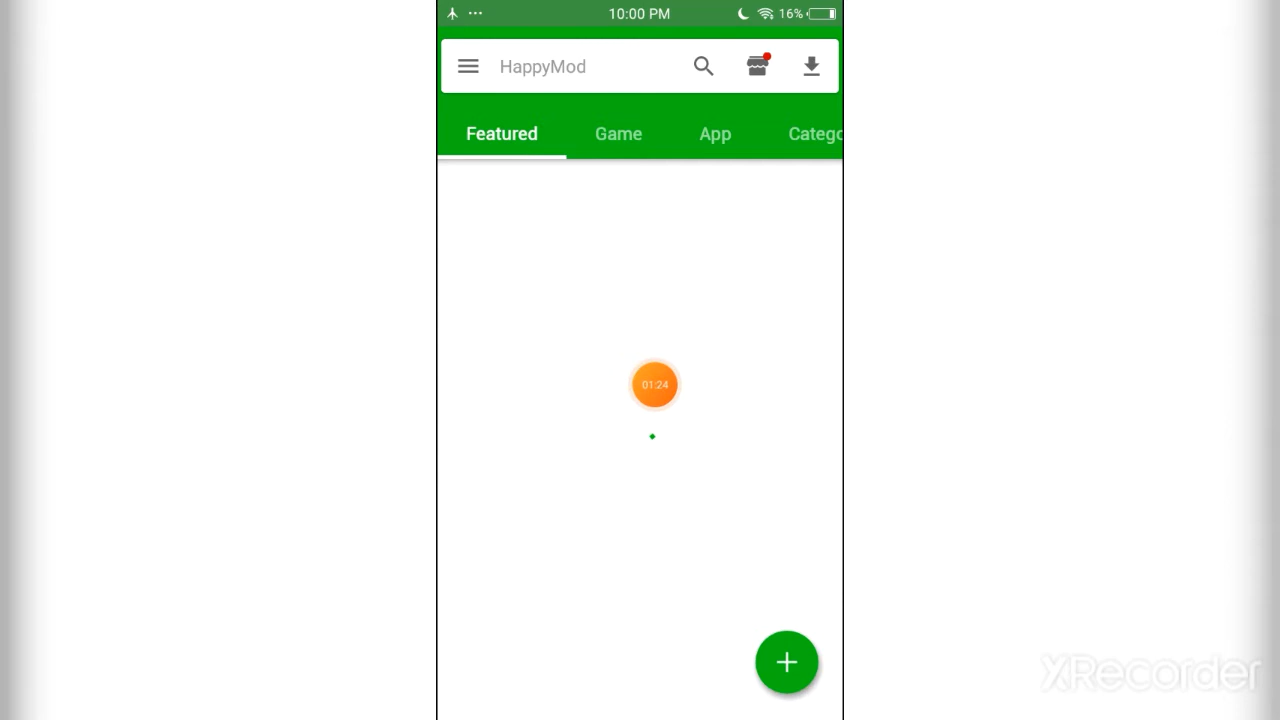 10:00 PM
16%
HappyMod
Featured
Game
App
Catego
01:24
XRecorder